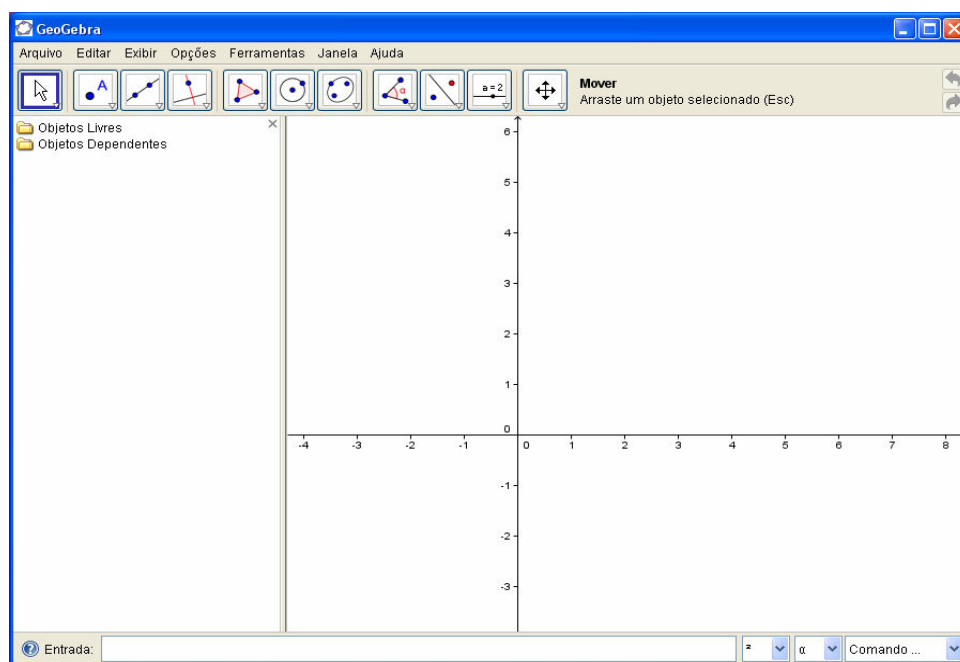 GeoGebra
Arquivo Editar Exibir Opções Ferramentas Janela Ajuda
A α a = 2 Mover
Arraste um objeto selecionado (Esc)
Objetos Livres
Objetos Dependentes
6
5
4
3
2
1
0
-4 -3 -2 -1 0 1 2 3 4 5 6 7 8
-1
-2
-3
Entrada: ² α Comando ...